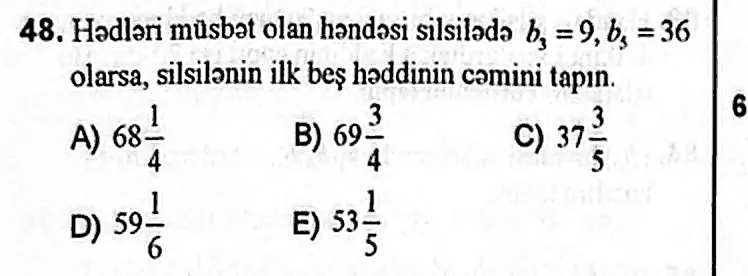 48. Hədləri müsbət olan həndəsi silsilədə b₃ = 9, b₅ = 36
olarsa, silsilənin ilk beş həddinin cəmini tapın.
A) 68 1/4 B) 69 3/4 C) 37 3/5
D) 59 1/6 E) 53 1/5
6